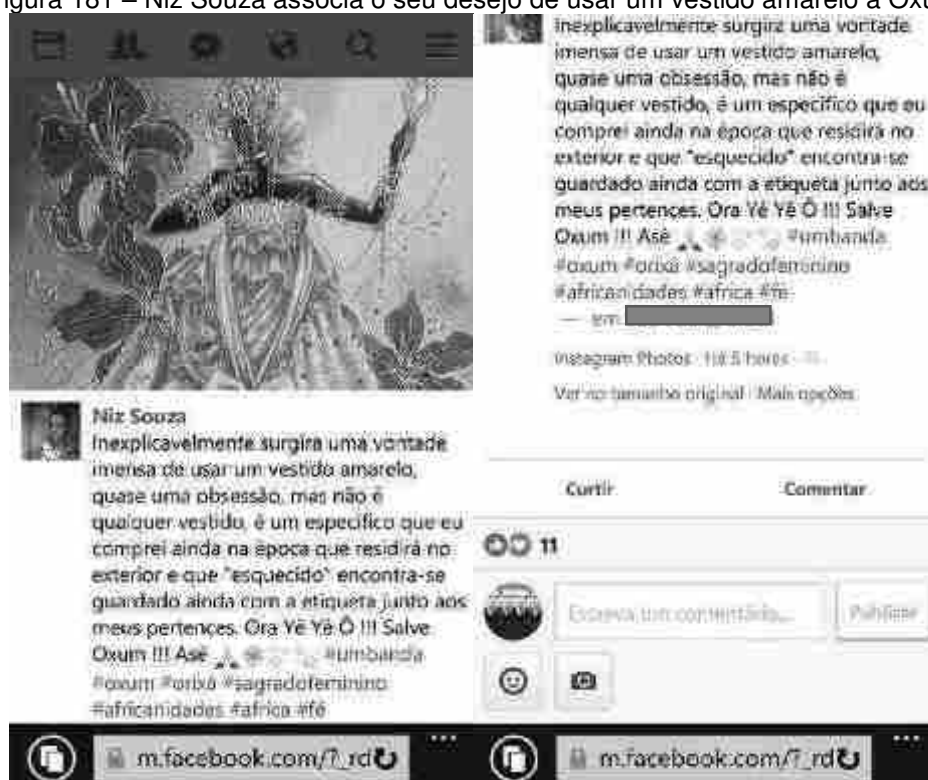 Figura 181 – Niz Souza associa o seu desejo de usar um vestido amarelo a Oxum
Niz Souza
Inexplicavelmente surgira uma vontade
imensa de usar um vestido amarelo,
quase uma obsessão, mas não é
qualquer vestido, é um especifico que eu
comprei ainda na época que residirá no
exterior e que "esquecido" encontra-se
guardado ainda com a etiqueta junto aos
meus pertences. Ora Yê Yê Ô !!! Salve
Oxum !!! Asé #umbanda
#oxum #orixá #sagradofeminino
#africanidades #africa #fé
m.facebook.com/?_rd
Inexplicavelmente surgira uma vontade
imensa de usar um vestido amarelo,
quase uma obsessão, mas não é
qualquer vestido, é um especifico que eu
comprei ainda na época que residirá no
exterior e que "esquecido" encontra-se
guardado ainda com a etiqueta junto aos
meus pertences. Ora Yê Yê Ô !!! Salve
Oxum !!! Asé #umbanda
#oxum #orixá #sagradofeminino
#africanidades #africa #fé
— em
Instagram Photos · Há 5 horas ·
Ver no tamanho original · Mais opções
Curtir Comentar
11
Escreva um comentário... Publicar
m.facebook.com/?_rd